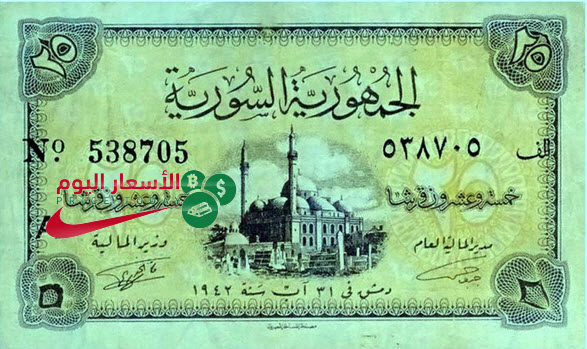 ٢٥ ٢٥
الجمهورية السورية
الف ٥٣٨٧٠٥ Nº 538705
الأسعار اليوم
خمسة وعشرون قرشا خمسة وعشرون قرشا
مدير المالية العام وزير المالية
A
دمشق في ٣١ آب سنة ١٩٤٢